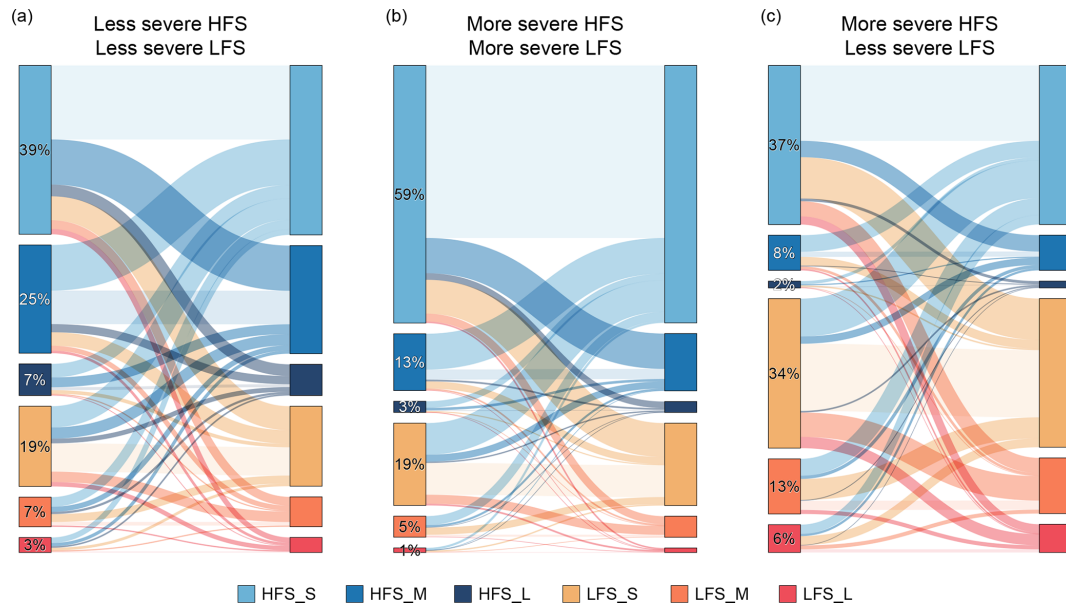 (a)
Less severe HFS
Less severe LFS
39%
25%
7%
19%
7%
3%
(b)
More severe HFS
More severe LFS
59%
13%
3%
19%
5%
1%
(c)
More severe HFS
Less severe LFS
37%
8%
2%
34%
13%
6%
HFS_S HFS_M HFS_L LFS_S LFS_M LFS_L